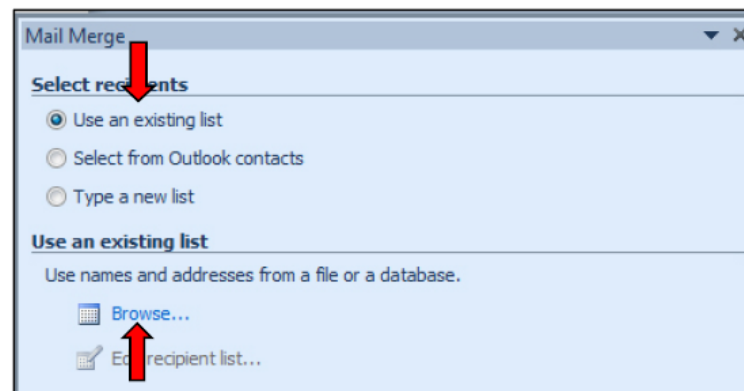 Mail Merge
Select recipients
Use an existing list
Select from Outlook contacts
Type a new list
Use an existing list
Use names and addresses from a file or a database.
Browse...
Edit recipient list...